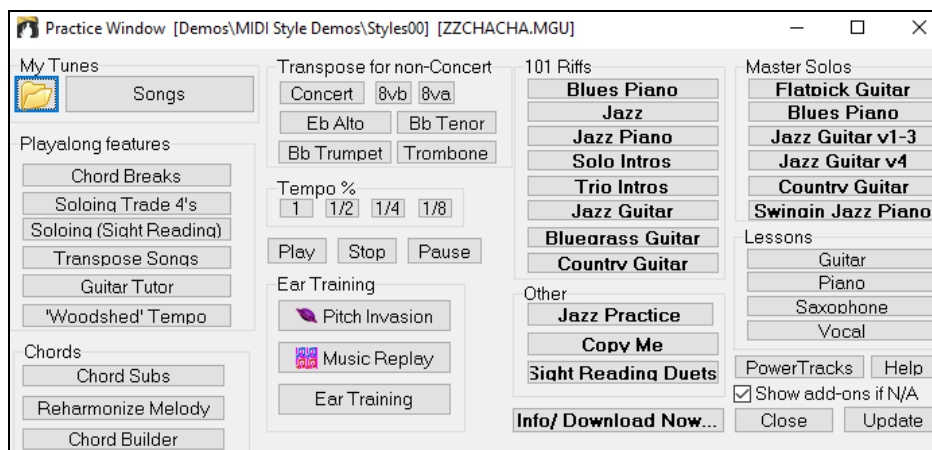 Practice Window [Demos\MIDI Style Demos\Styles00] [ZZCHACHA.MGU]
My Tunes
Songs
Playalong features
Chord Breaks
Soloing Trade 4's
Soloing (Sight Reading)
Transpose Songs
Guitar Tutor
'Woodshed' Tempo
Chords
Chord Subs
Reharmonize Melody
Chord Builder
Transpose for non-Concert
Concert 8vb 8va
Eb Alto Bb Tenor
Bb Trumpet Trombone
Tempo %
1 1/2 1/4 1/8
Play Stop Pause
Ear Training
Pitch Invasion
Music Replay
Ear Training
101 Riffs
Blues Piano
Jazz
Jazz Piano
Solo Intros
Trio Intros
Jazz Guitar
Bluegrass Guitar
Country Guitar
Other
Jazz Practice
Copy Me
Sight Reading Duets
Info/ Download Now...
Master Solos
Flatpick Guitar
Blues Piano
Jazz Guitar v1-3
Jazz Guitar v4
Country Guitar
Swingin Jazz Piano
Lessons
Guitar
Piano
Saxophone
Vocal
PowerTracks Help
Show add-ons if N/A
Close Update